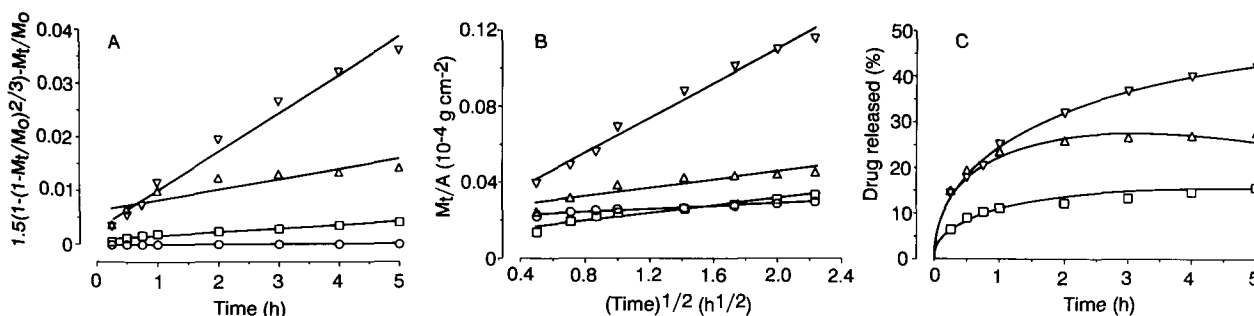 A
1.5(1-(1-Mt/Mo)2/3)-Mt/Mo
0.04
0.03
0.02
0.01
0
0 1 2 3 4 5
Time (h)
B
Mt/A (10-4 g cm-2)
0.12
0.08
0.04
0
0.4 0.8 1.2 1.6 2.0 2.4
(Time)1/2 (h1/2)
C
Drug released (%)
50
40
30
20
10
0
0 1 2 3 4 5
Time (h)